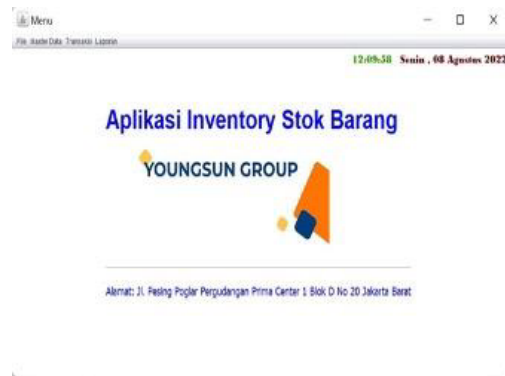 Menu
File Master Data Transaksi Laporan
12:09:58 Senin , 08 Agustus 2022
Aplikasi Inventory Stok Barang
YOUNGSUN GROUP
Alamat: Jl. Pesing Poglar Pergudangan Prima Center 1 Blok D No 20 Jakarta Barat